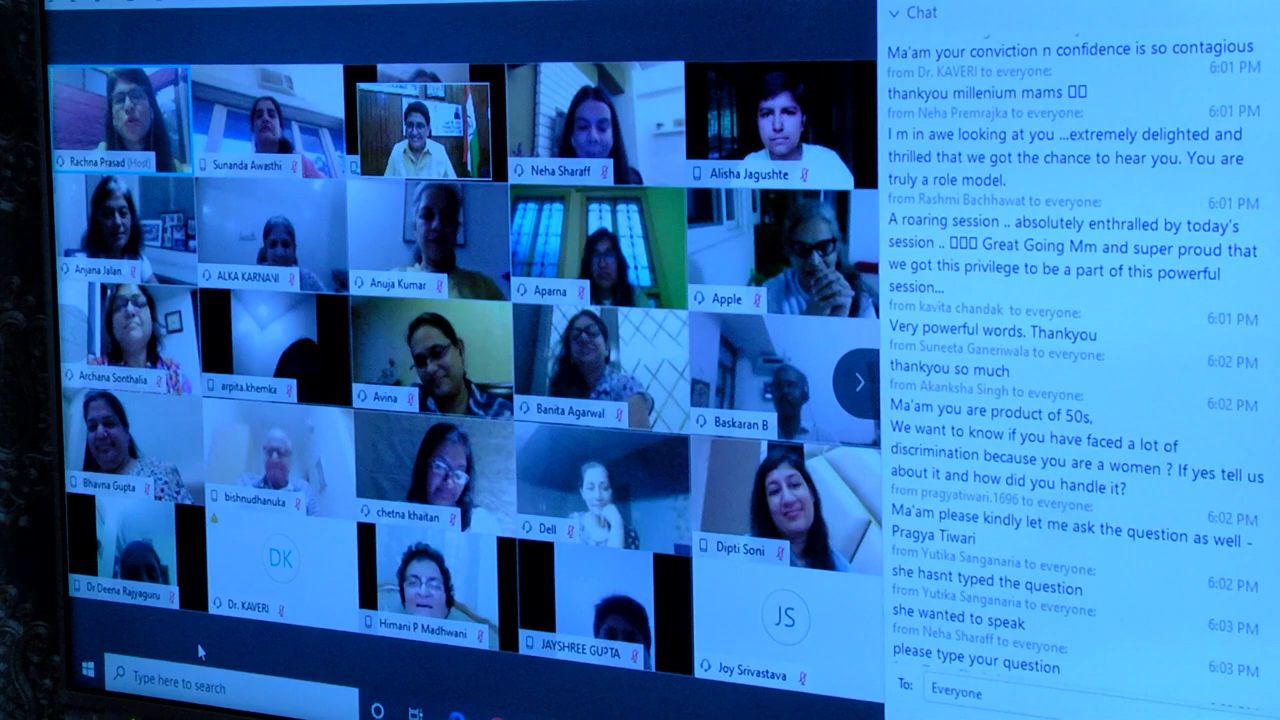 Rachna Prasad (Host)
Sunanda Awasthi
Neha Sharaff
Alisha Jagushte
Anjana Jalan
ALKA KARNANI
Anuja Kumar
Aparna
Apple
Archana Sonthalia
arpita.khemka
Avina
Banita Agarwal
Baskaran B
Bhavna Gupta
bishnudhanuka
chetna khaitan
Dell
Dipti Soni
Dr Deena Rajyaguru
DK
Dr. KAVERI
Himani P Madhwani
JAYSHREE GUPTA
JS
Joy Srivastava
Type here to search
Chat
Ma'am your conviction n confidence is so contagious
from Dr. KAVERI to everyone: 6:01 PM
thankyou millenium mams
from Neha Premrajka to everyone: 6:01 PM
I m in awe looking at you ...extremely delighted and
thrilled that we got the chance to hear you. You are
truly a role model.
from Rashmi Bachhawat to everyone: 6:01 PM
A roaring session .. absolutely enthralled by today's
session .. Great Going Mm and super proud that
we got this privilege to be a part of this powerful
session...
from kavita chandak to everyone: 6:01 PM
Very powerful words. Thankyou
from Suneeta Ganeriwala to everyone: 6:02 PM
thankyou so much
from Akanksha Singh to everyone: 6:02 PM
Ma'am you are product of 50s,
We want to know if you have faced a lot of
discrimination because you are a women ? If yes tell us
about it and how did you handle it?
from pragyatiwari.1696 to everyone: 6:02 PM
Ma'am please kindly let me ask the question as well -
Pragya Tiwari
from Yutika Sanganaria to everyone: 6:02 PM
she hasnt typed the question
from Yutika Sanganaria to everyone: 6:03 PM
she wanted to speak
from Neha Sharaff to everyone: 6:03 PM
please type your question
To: Everyone